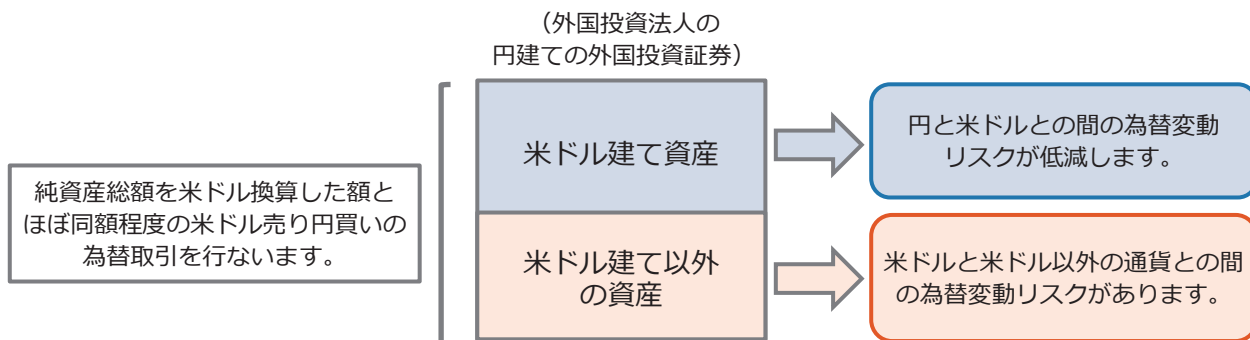 （外国投資法人の
円建ての外国投資証券）
純資産総額を米ドル換算した額と
ほぼ同額程度の米ドル売り円買いの
為替取引を行ないます。
米ドル建て資産
円と米ドルとの間の為替変動
リスクが低減します。
米ドル建て以外
の資産
米ドルと米ドル以外の通貨との間
の為替変動リスクがあります。